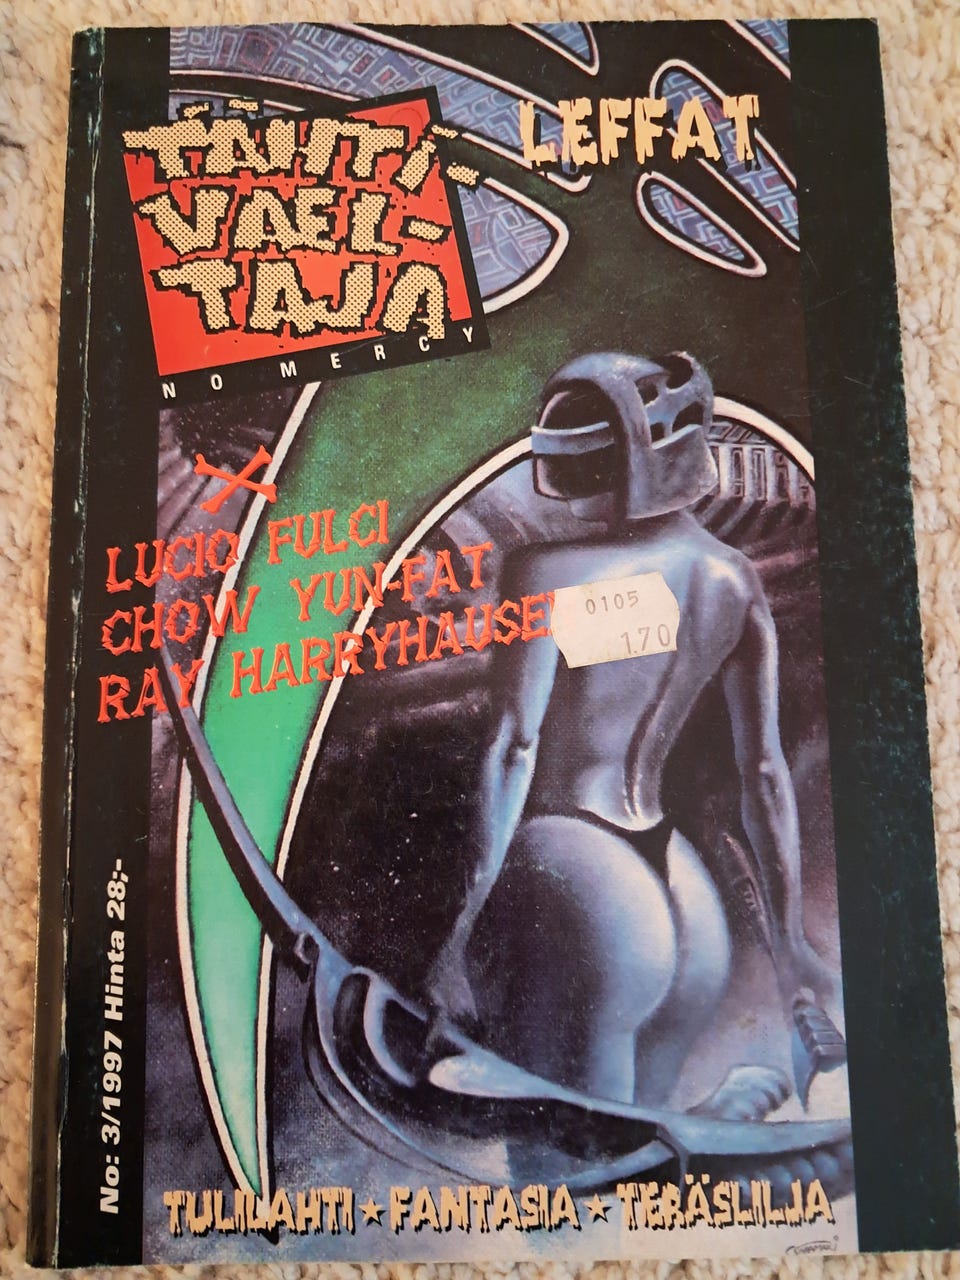 LEFFAT
TÄHTI-
VAEL-
TAJA
NO MERCY
LUCIO FULCI
CHOW YUN-FAT
RAY HARRYHAUSE
0105
1.70
No: 3/1997 Hinta 28;-
TULILAHTI ★ FANTASIA ★ TERÄSLILJA